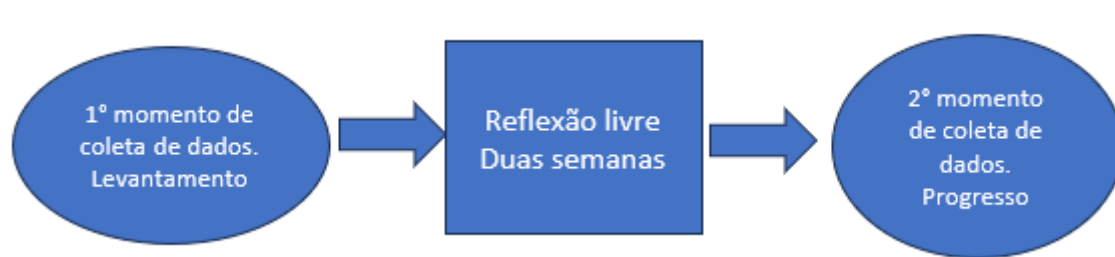 1° momento de
coleta de dados.
Levantamento
Reflexão livre
Duas semanas
2° momento
de coleta de
dados.
Progresso